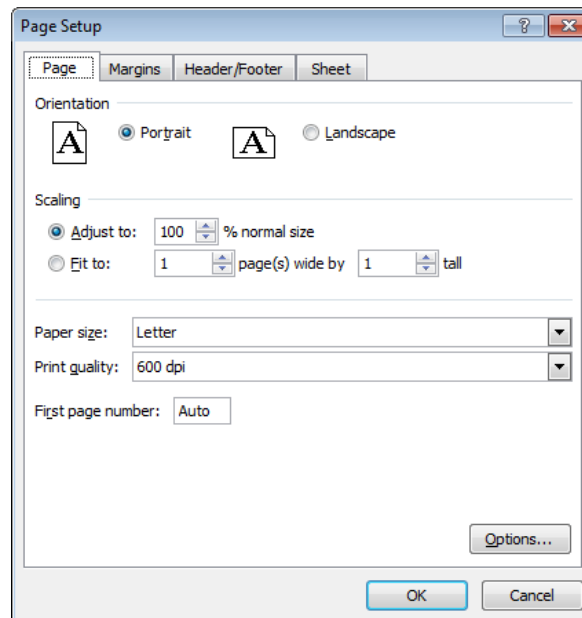 Page Setup
Page Margins Header/Footer Sheet
Orientation
A Portrait A Landscape
Scaling
Adjust to: 100 % normal size
Fit to: 1 page(s) wide by 1 tall
Paper size: Letter
Print quality: 600 dpi
First page number: Auto
Options...
OK Cancel